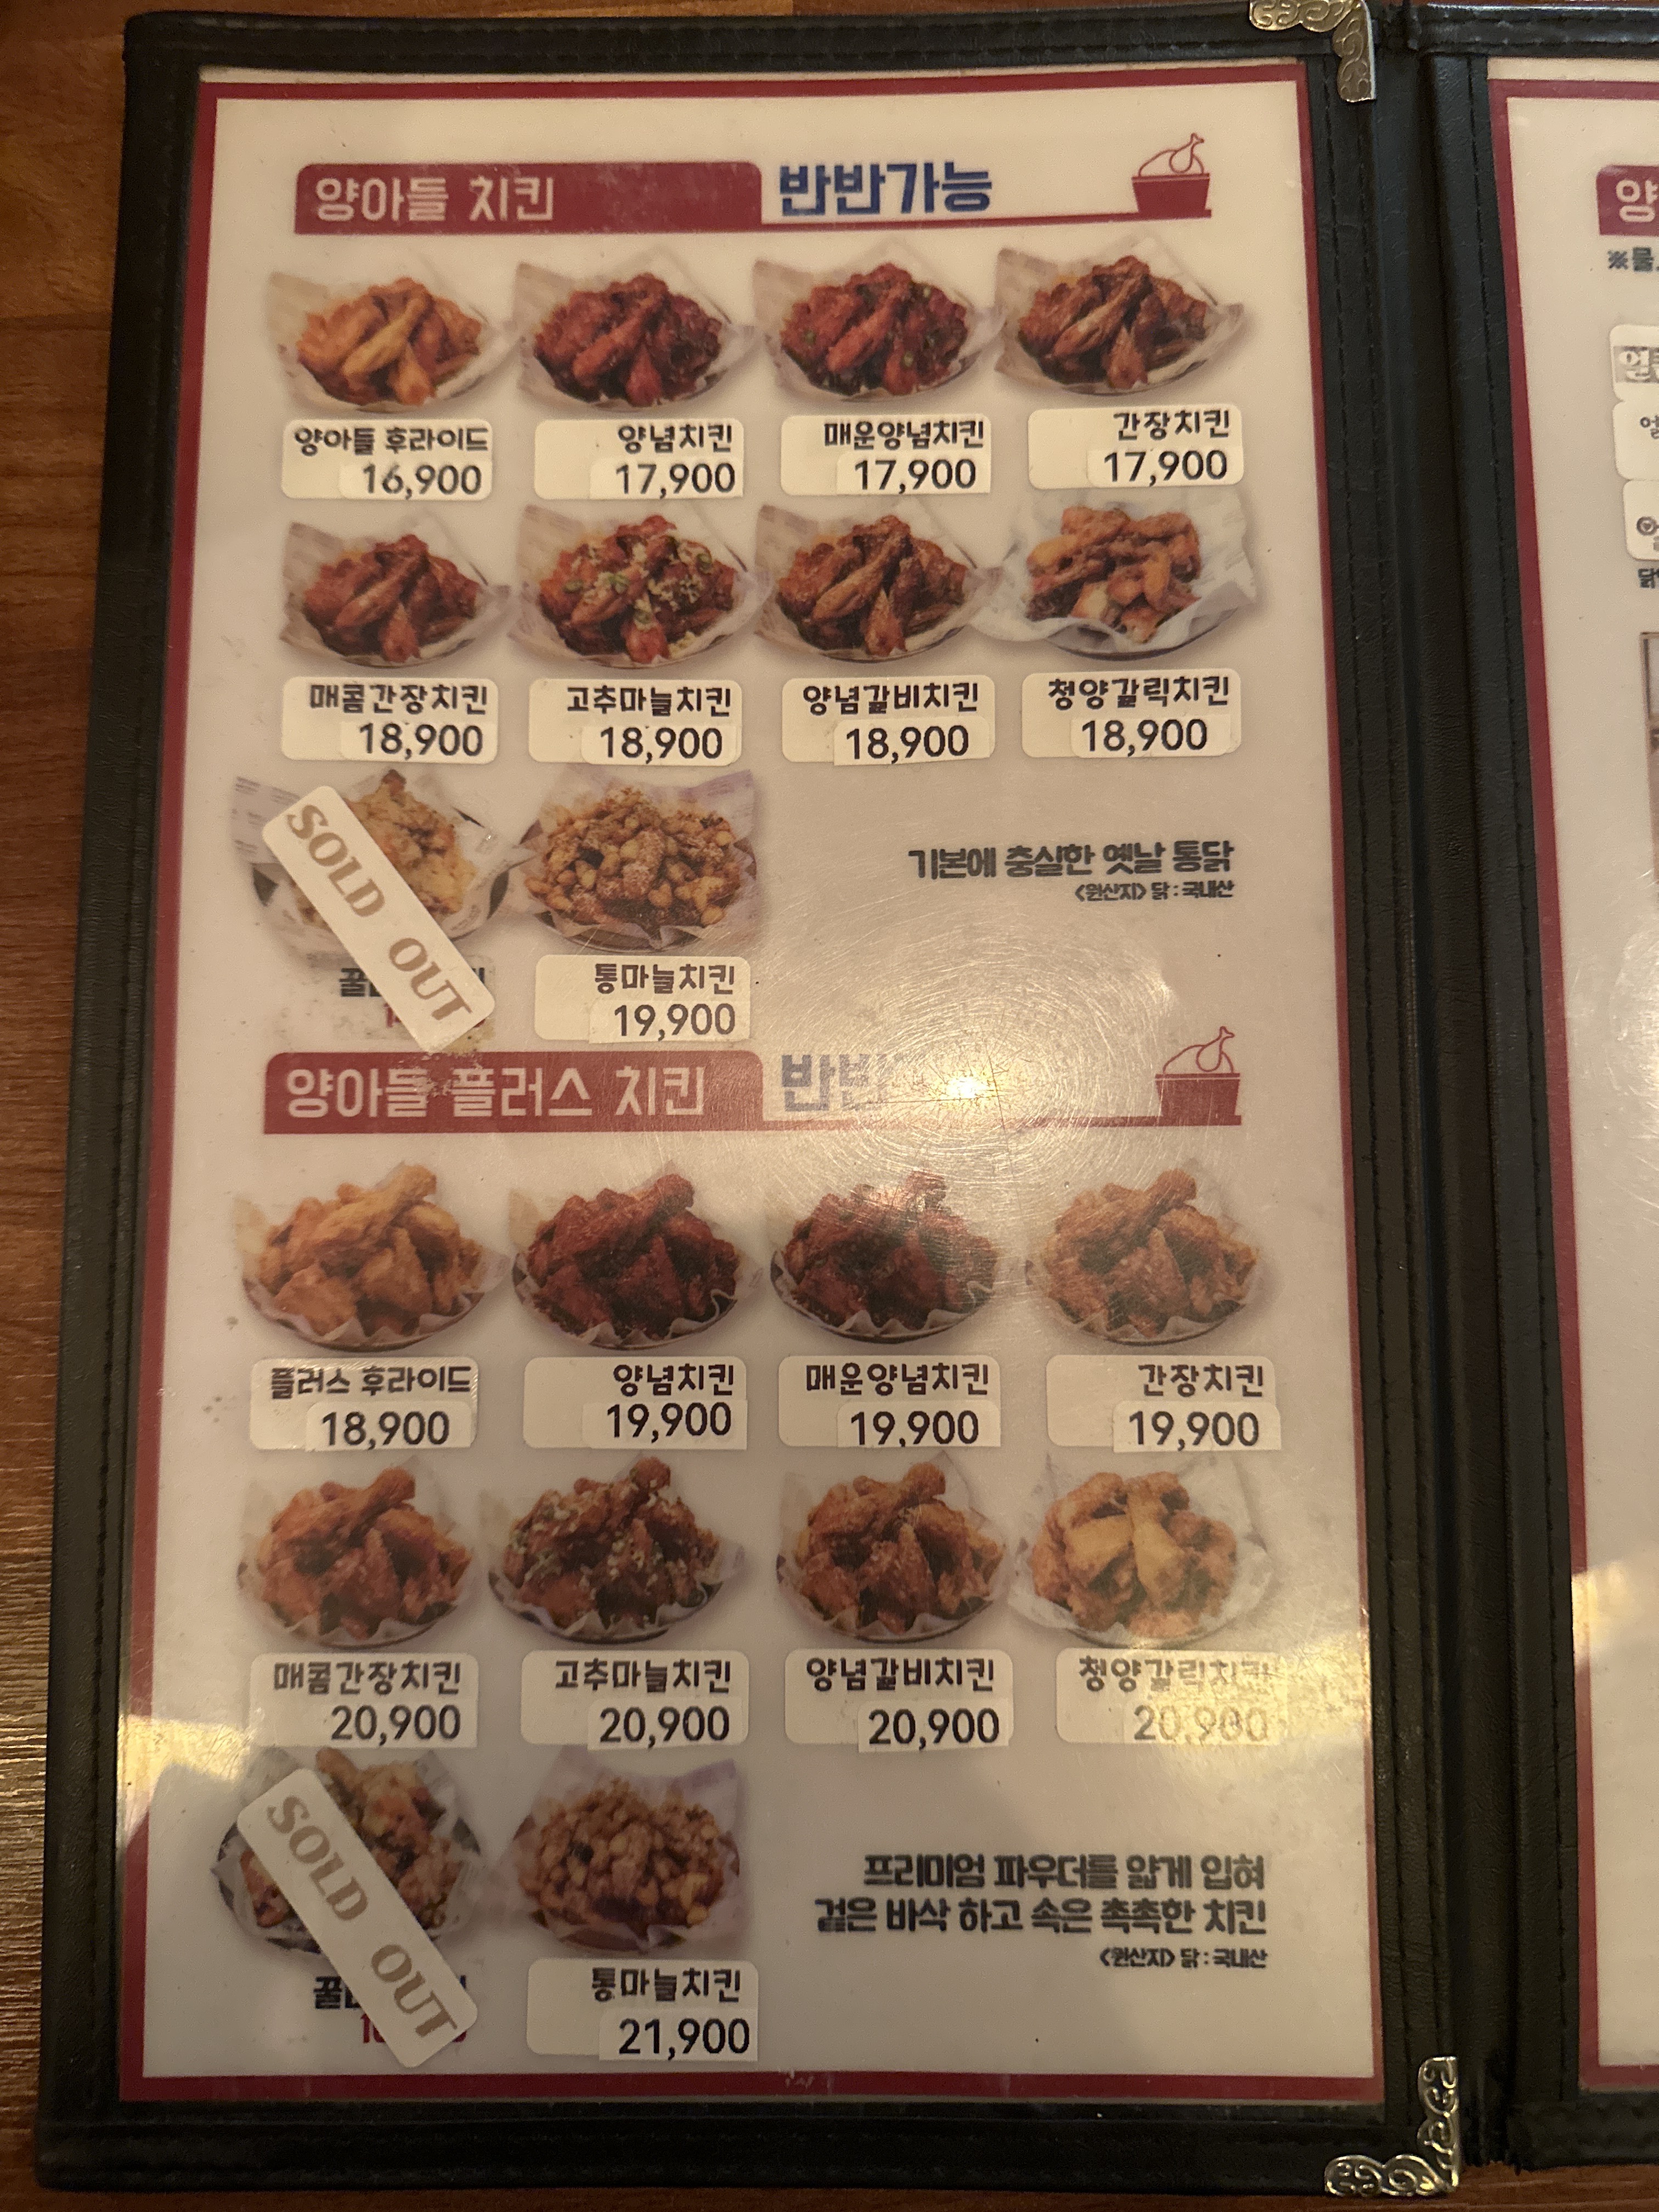 양아들 치킨 반반가능
양아들 후라이드 양념치킨 매운양념치킨 간장치킨
16,900 17,900 17,900 17,900
매콤간장치킨 고추마늘치킨 양념갈비치킨 청양갈릭치킨
18,900 18,900 18,900 18,900
SOLD OUT
기본에 충실한 옛날 통닭
<원산지> 닭 : 국내산
통마늘치킨
19,900
양아들 플러스 치킨 반반
플러스 후라이드 양념치킨 매운양념치킨 간장치킨
18,900 19,900 19,900 19,900
매콤간장치킨 고추마늘치킨 양념갈비치킨 청양갈릭치킨
20,900 20,900 20,900 20,900
SOLD OUT
프리미엄 파우더를 얇게 입혀
겉은 바삭 하고 속은 촉촉한 치킨
<원산지> 닭 : 국내산
통마늘치킨
21,900